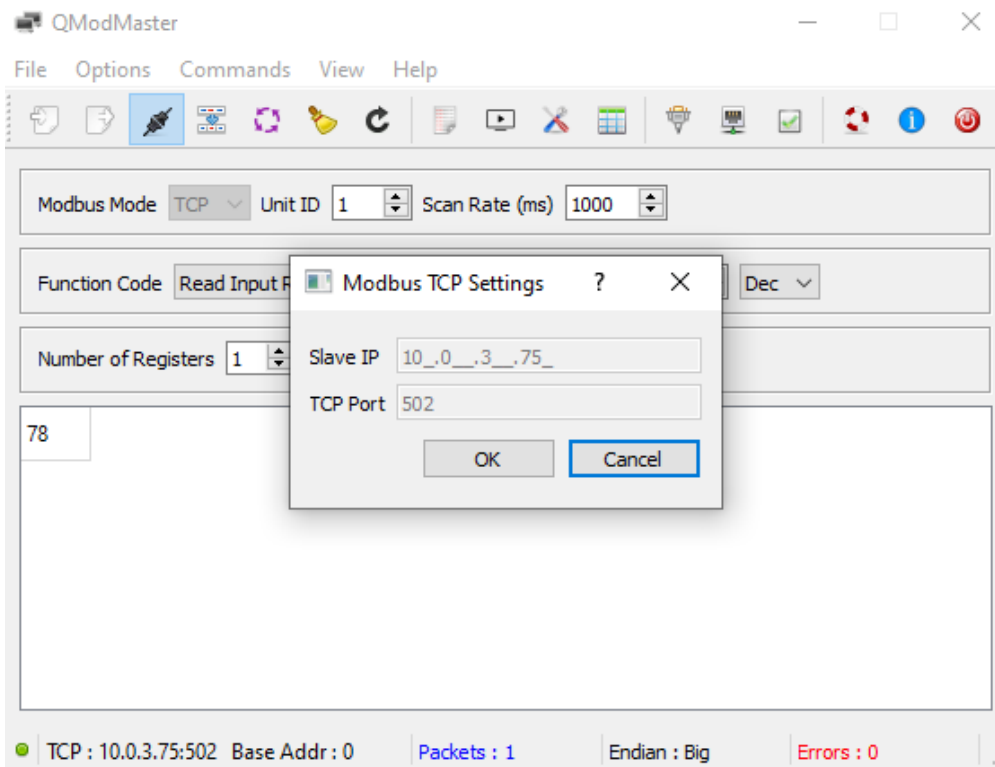 QModMaster
File Options Commands View Help
Modbus Mode TCP Unit ID 1 Scan Rate (ms) 1000
Function Code Read Input R Dec
Modbus TCP Settings ?
Number of Registers 1
Slave IP 10_.0__.3__.75_
TCP Port 502
OK Cancel
78
TCP : 10.0.3.75:502 Base Addr : 0 Packets : 1 Endian : Big Errors : 0